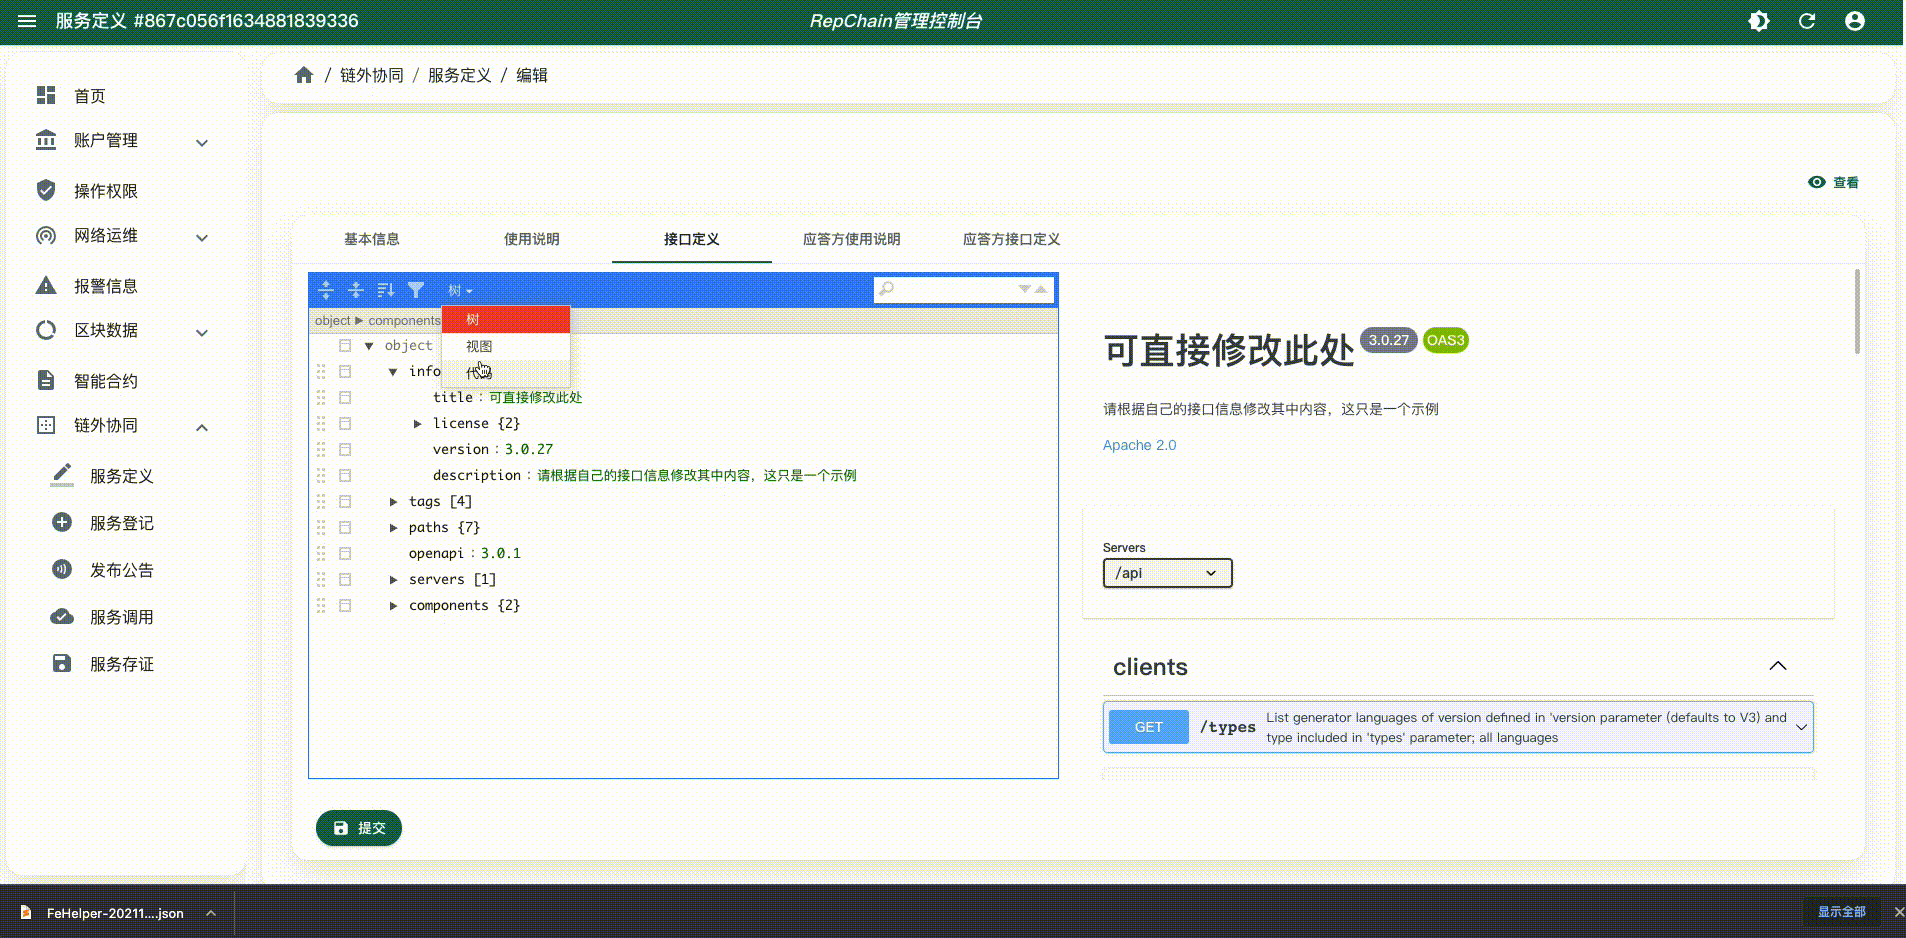 服务定义 #867c056f1634881839336
RepChain管理控制台
首页
账户管理
操作权限
网络运维
报警信息
区块数据
智能合约
链外协同
服务定义
服务登记
发布公告
服务调用
服务存证
/ 链外协同 / 服务定义 / 编辑
查看
基本信息 使用说明 接口定义 应答方使用说明 应答方接口定义
树
object ► components
树
视图
代码
object
info
title : 可直接修改此处
license {2}
version : 3.0.27
description : 请根据自己的接口信息修改其中内容，这只是一个示例
tags [4]
paths {7}
openapi : 3.0.1
servers [1]
components {2}
提交
可直接修改此处 3.0.27 OAS3
请根据自己的接口信息修改其中内容，这只是一个示例
Apache 2.0
Servers
/api
clients
GET /types List generator languages of version defined in 'version parameter (defaults to V3) and
type included in 'types' parameter; all languages
FeHelper-20211....json
显示全部